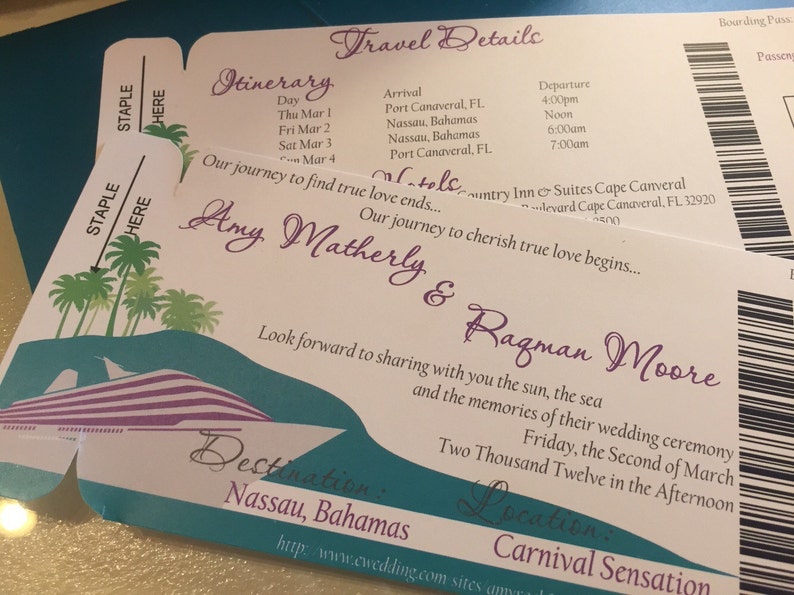 Boarding Pass:
Travel Details
STAPLE
HERE
Itinerary
Day Arrival Departure
Thu Mar 1 Port Canaveral, FL 4:00pm
Fri Mar 2 Nassau, Bahamas Noon
Sat Mar 3 Nassau, Bahamas 6:00am
Sun Mar 4 Port Canaveral, FL 7:00am
Hotels
Country Inn & Suites Cape Canveral
Cape Canaveral, FL 32920
STAPLE
HERE
Our journey to find true love ends...
Our journey to cherish true love begins...
Amy Matherly
&
Raqman Moore
Look forward to sharing with you the sun, the sea
and the memories of their wedding ceremony
Friday, the Second of March
Two Thousand Twelve in the Afternoon
Destination:
Nassau, Bahamas
Location:
Carnival Sensation
http://www.ewedding.com sites